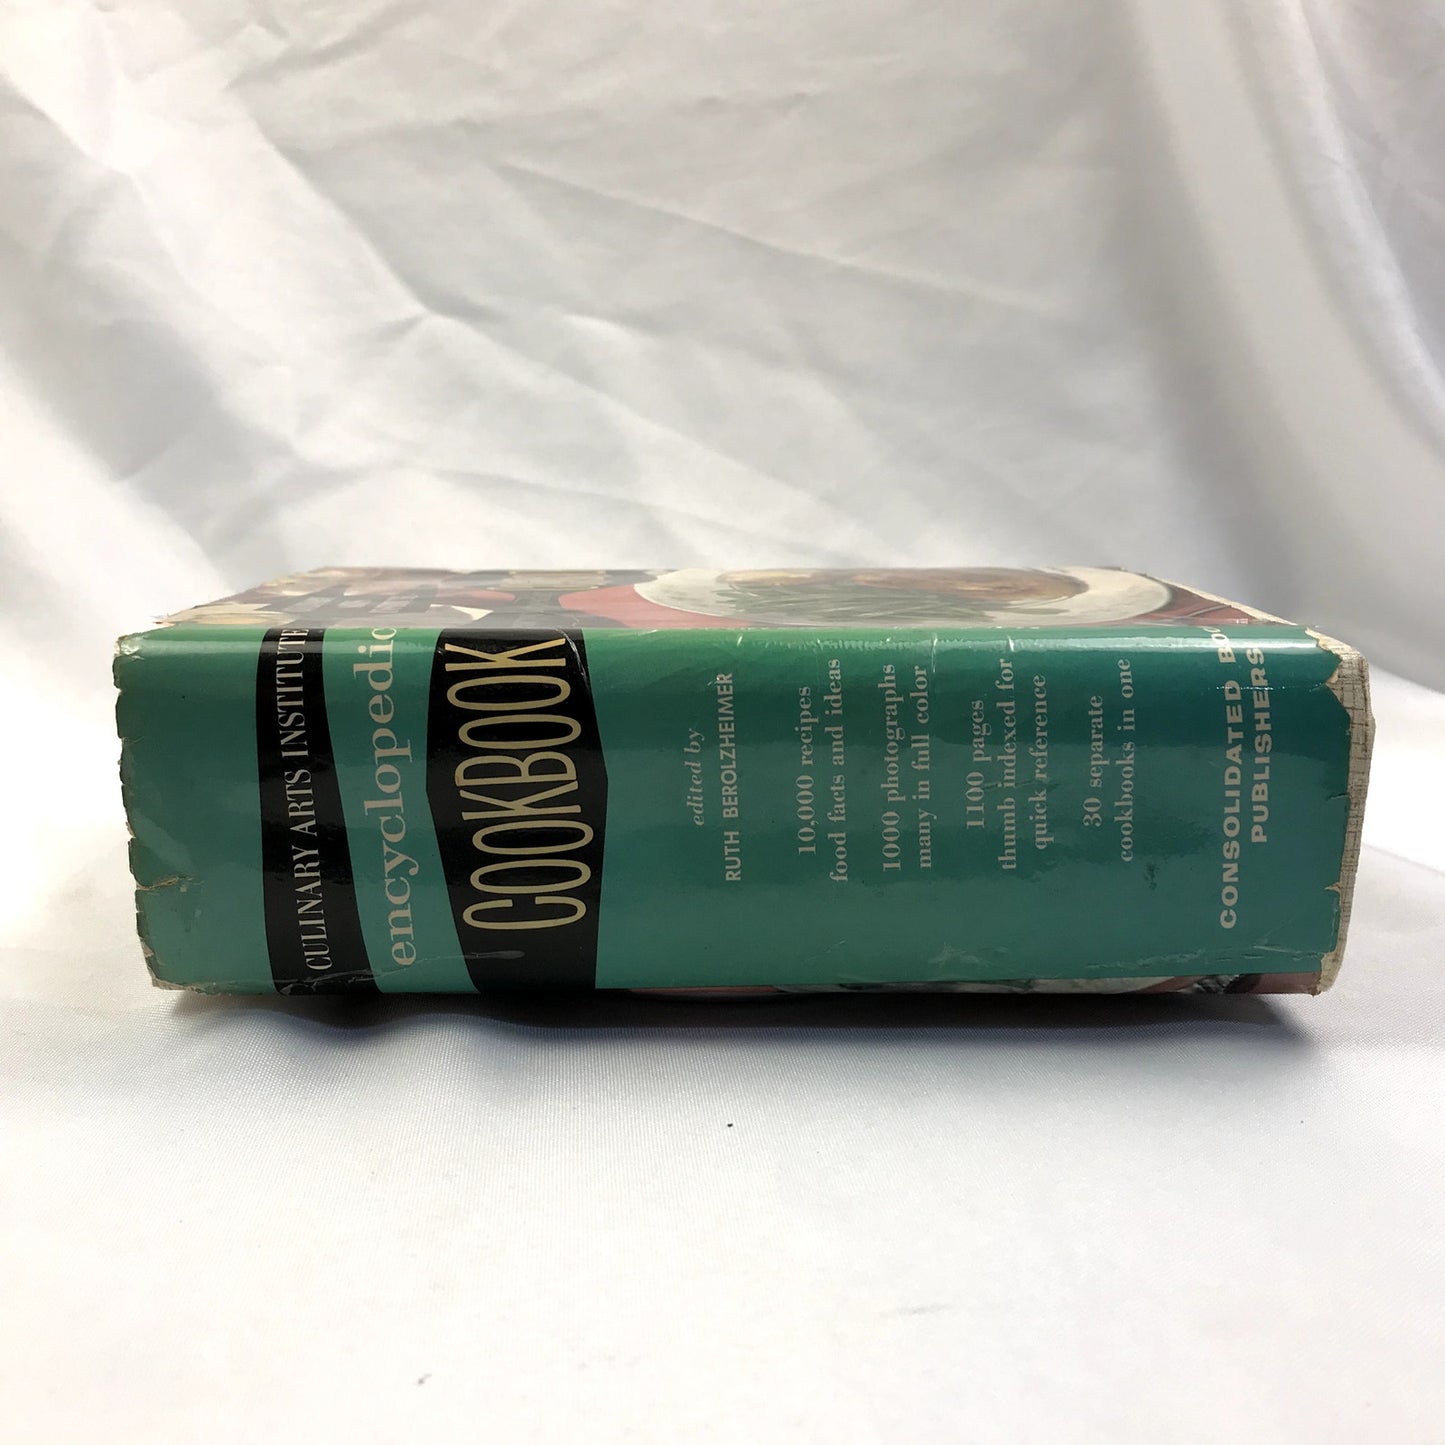 CULINARY ARTS INSTITUTE
encyclopedic
COOKBOOK
edited by
RUTH BEROLZHEIMER
10,000 recipes
food facts and ideas
1000 photographs
many in full color
1100 pages
thumb indexed for
quick reference
30 separate
cookbooks in one
CONSOLIDATED
PUBLISHERS